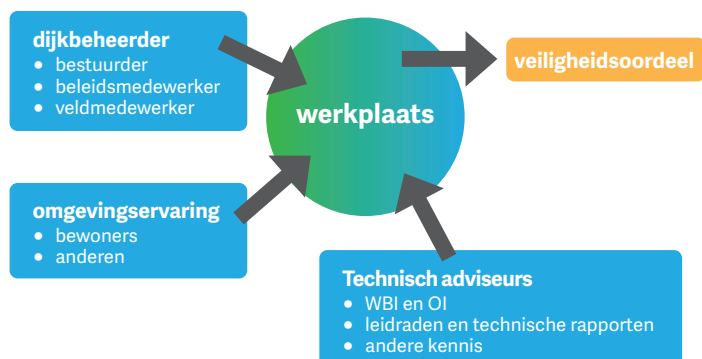 dijkbeheerder
• bestuurder
• beleidsmedewerker
• veldmedewerker
werkplaats
veiligheidsoordeel
omgevingservaring
• bewoners
• anderen
Technisch adviseurs
• WBI en OI
• leidraden en technische rapporten
• andere kennis